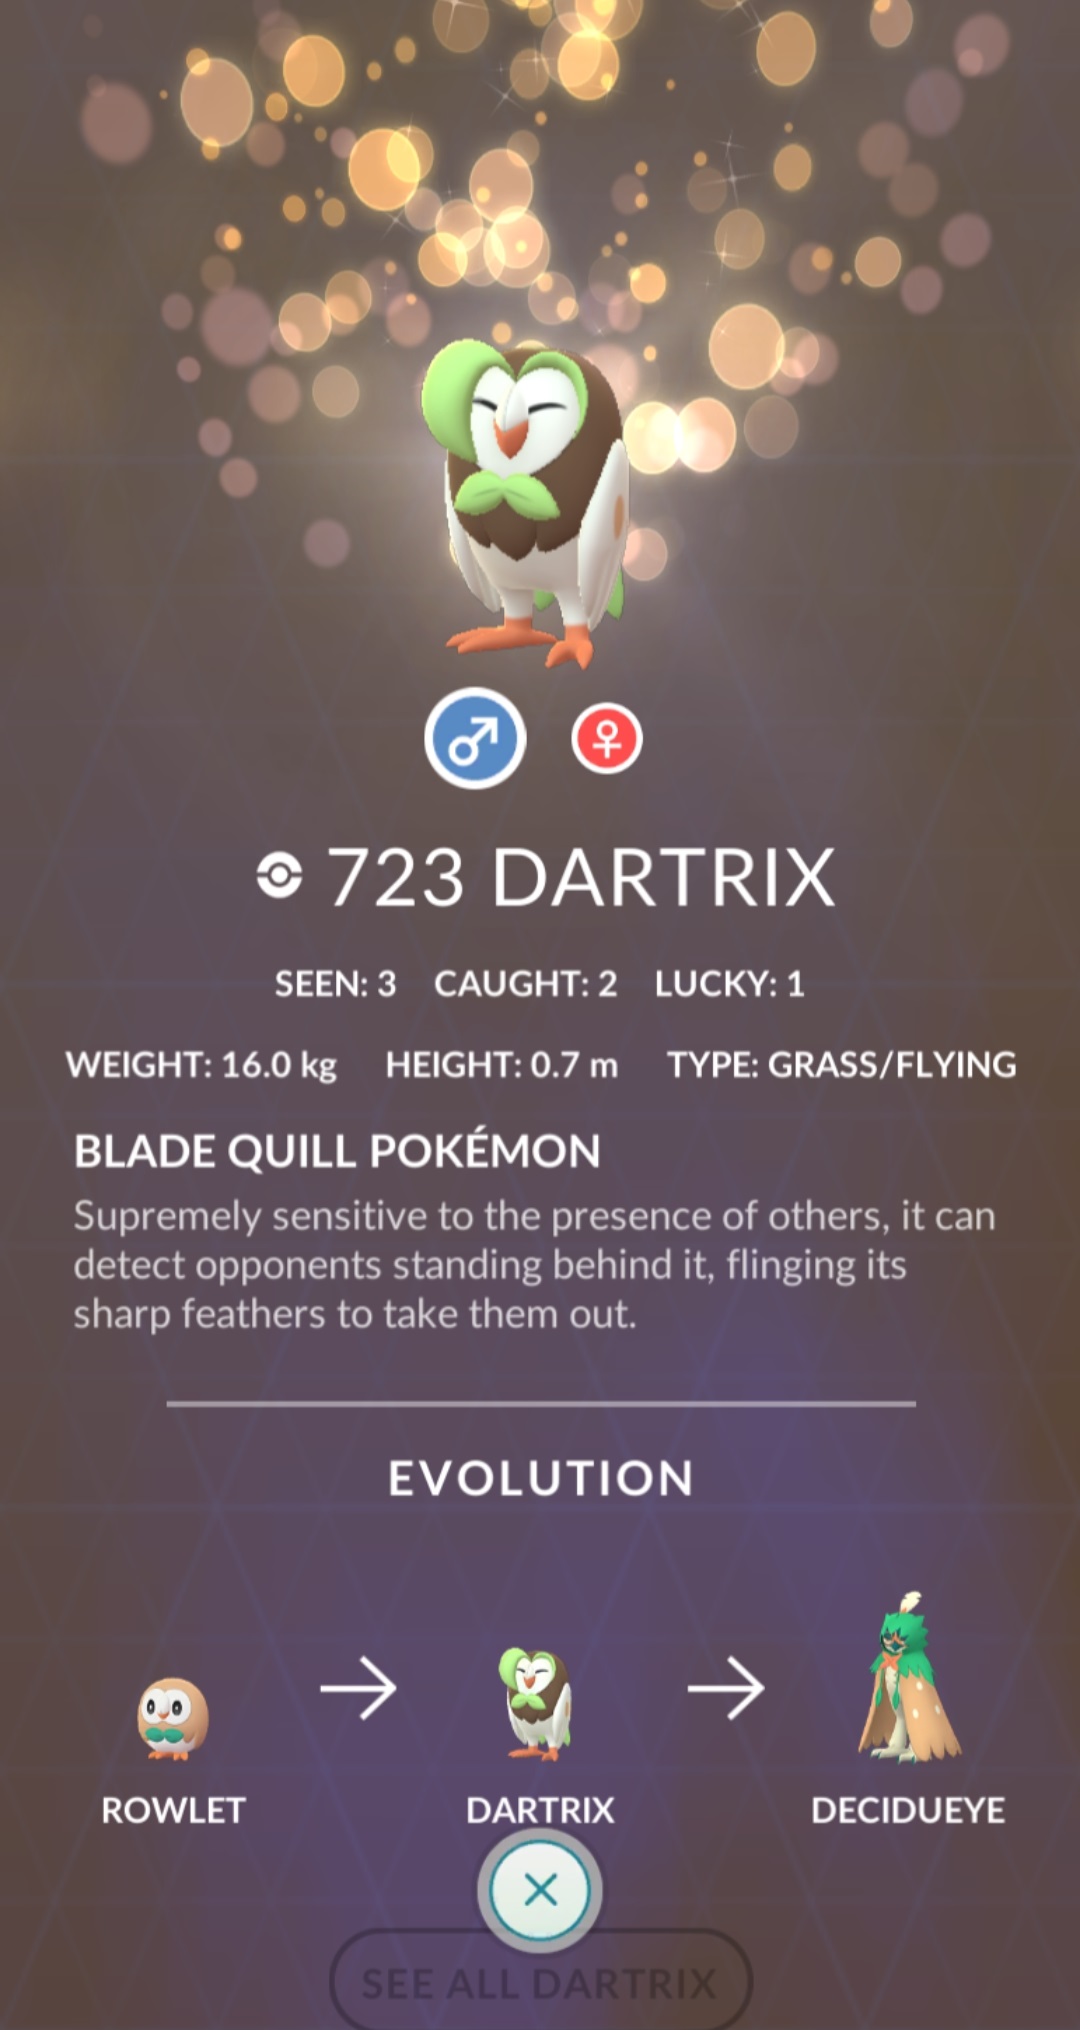 723 DARTRIX
SEEN: 3 CAUGHT: 2 LUCKY: 1
WEIGHT: 16.0 kg HEIGHT: 0.7 m TYPE: GRASS/FLYING
BLADE QUILL POKÉMON
Supremely sensitive to the presence of others, it can
detect opponents standing behind it, flinging its
sharp feathers to take them out.
EVOLUTION
ROWLET DARTRIX DECIDUEYE
SEE ALL DARTRIX